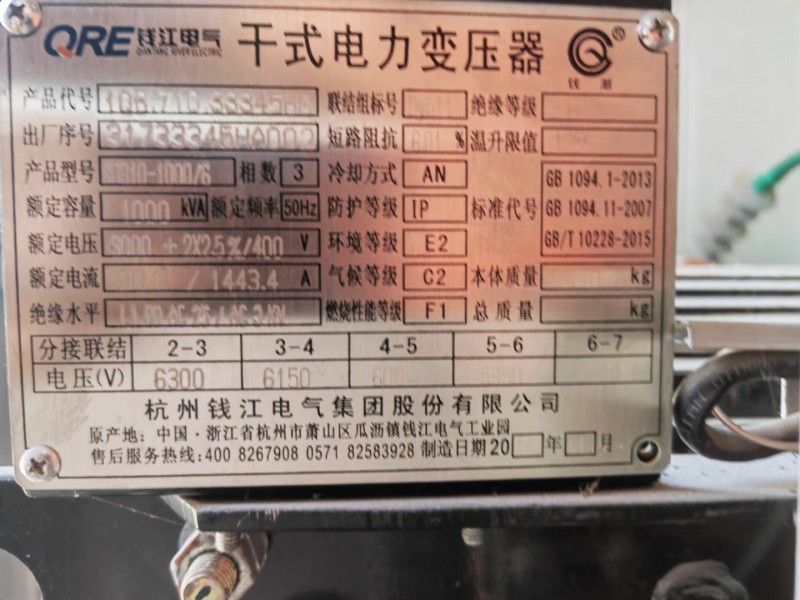 QRE 钱江电气 干式电力变压器 ®
QIANTANG RIVER ELECTRIC 钱潮
产品代号 1QB.710.33345HA 联结组标号 绝缘等级
出厂序号 31733345HA002 短路阻抗 % 温升限值
产品型号 相数 3 冷却方式 AN GB 1094.1-2013
额定容量 1000 kVA 额定频率 50Hz 防护等级 IP 标准代号 GB 1094.11-2007
额定电压 6000 ± 2X2.5%/400 V 环境等级 E2 GB/T 10228-2015
额定电流 / 1443.4 A 气候等级 C2 本体质量 kg
绝缘水平 燃烧性能等级 F1 总质量 kg
分接联结 2-3 3-4 4-5 5-6 6-7
电压(V) 6300 6150
杭州钱江电气集团股份有限公司
原产地: 中国·浙江省杭州市萧山区瓜沥镇钱江电气工业园
售后服务热线:400 8267908 0571 82583928 制造日期 20 年 月